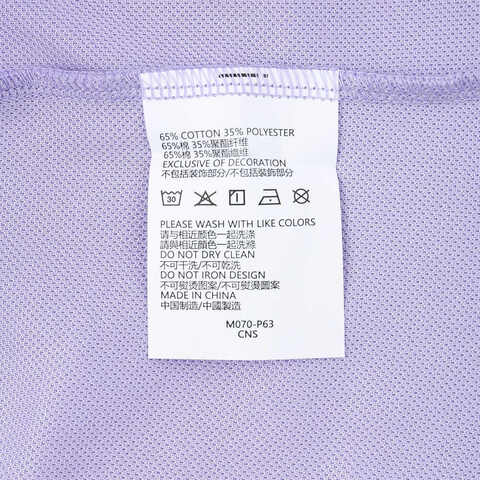 65% COTTON 35% POLYESTER
65%棉 35%聚酯纤维
65%棉 35%聚酯纖維
EXCLUSIVE OF DECORATION
不包括装饰部分/不包括裝飾部分
30
PLEASE WASH WITH LIKE COLORS
请与相近颜色一起洗涤
請與相近顏色一起洗滌
DO NOT DRY CLEAN
不可干洗/不可乾洗
DO NOT IRON DESIGN
不可熨烫图案/不可熨燙圖案
MADE IN CHINA
中国制造/中國製造
M070-P63
CNS